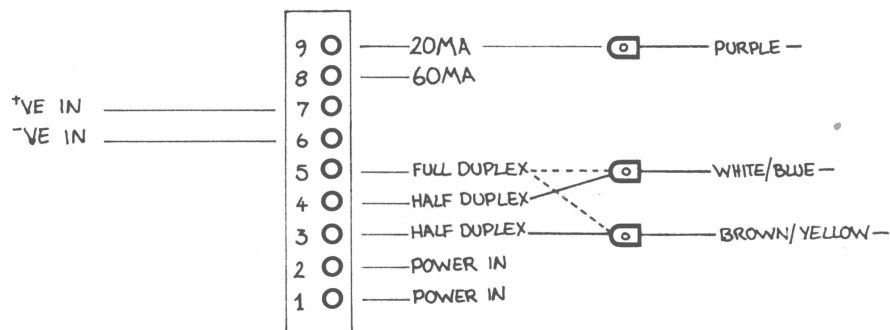 9 20MA PURPLE
8 60MA
+VE IN 7
-VE IN 6
5 FULL DUPLEX WHITE/BLUE
4 HALF DUPLEX
3 HALF DUPLEX BROWN/YELLOW
2 POWER IN
1 POWER IN